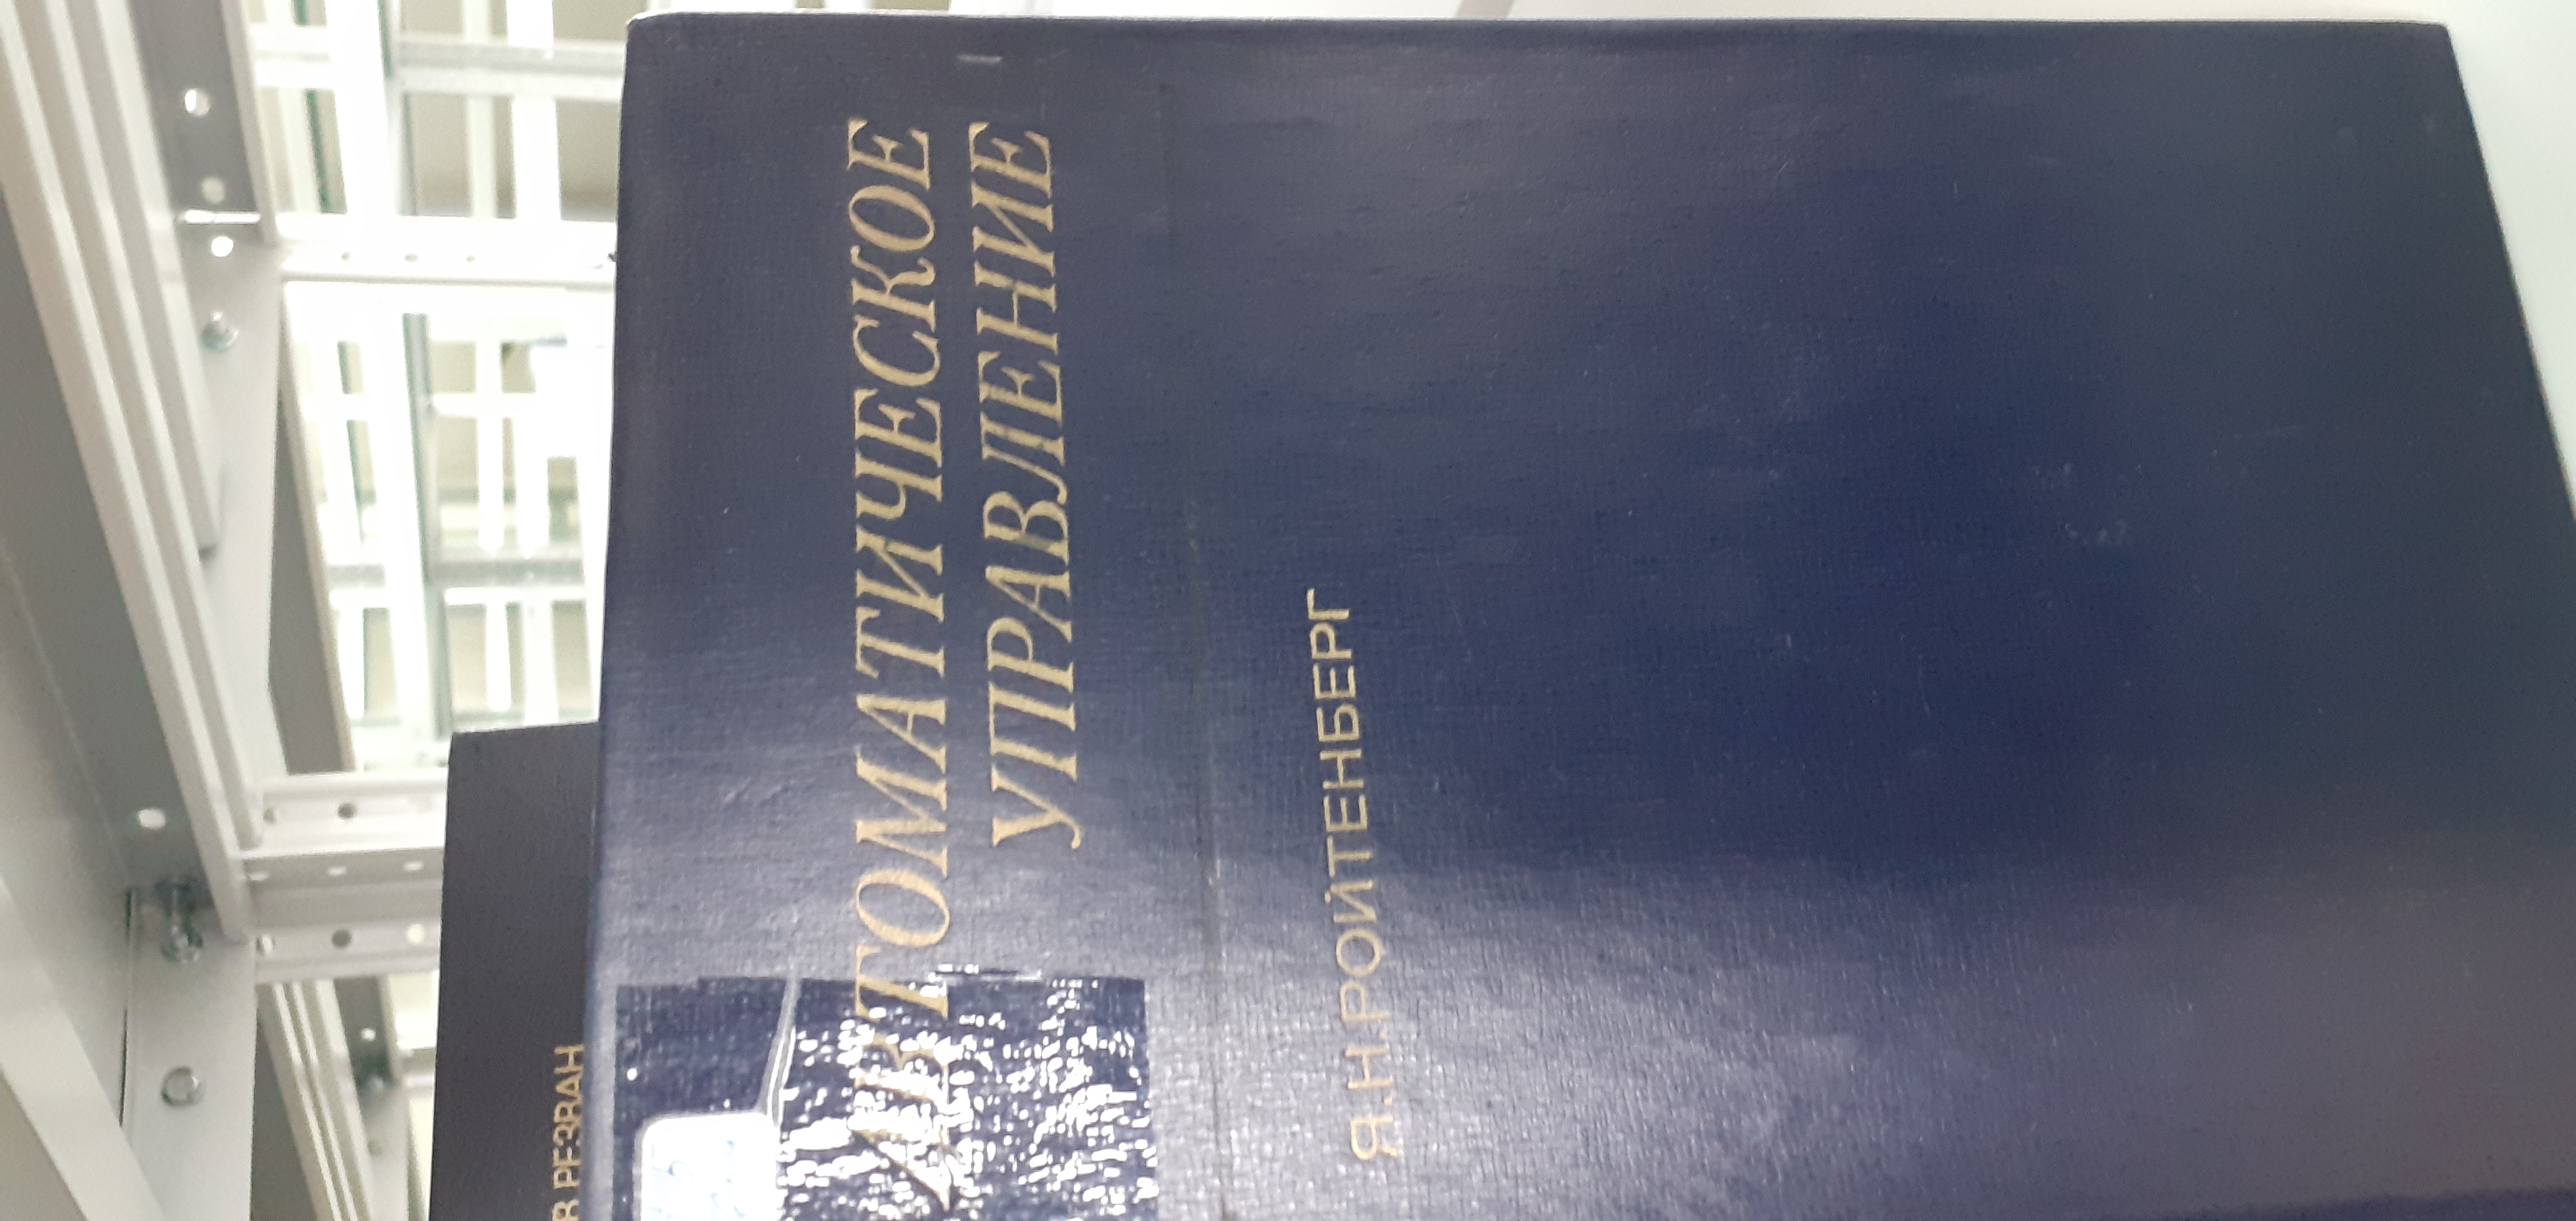 АВТОМАТИЧЕСКОЕ
УПРАВЛЕНИЕ
Я.Н.РОЙТЕНБЕРГ
В РЕЗВАН